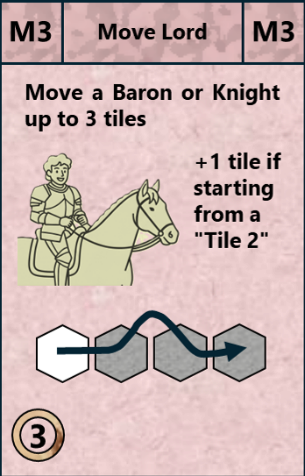 M3 Move Lord M3
Move a Baron or Knight
up to 3 tiles
+1 tile if
starting
from a
"Tile 2"
3